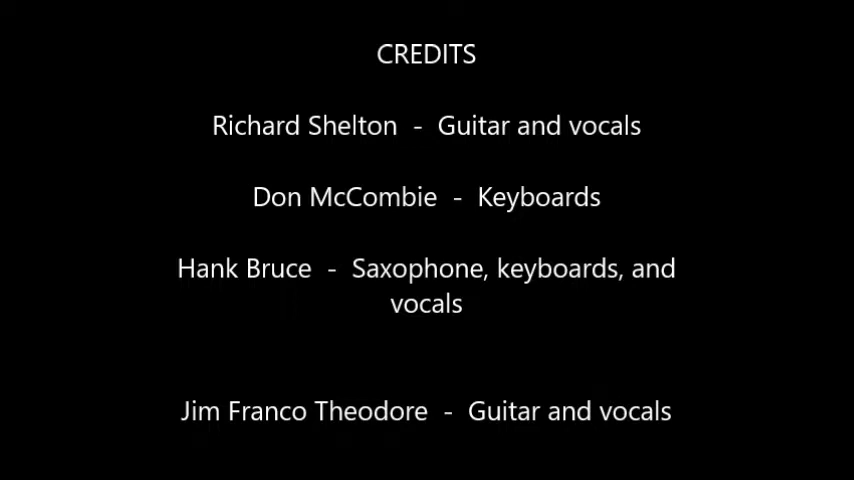 CREDITS
Richard Shelton - Guitar and vocals
Don McCombie - Keyboards
Hank Bruce - Saxophone, keyboards, and
vocals
Jim Franco Theodore - Guitar and vocals